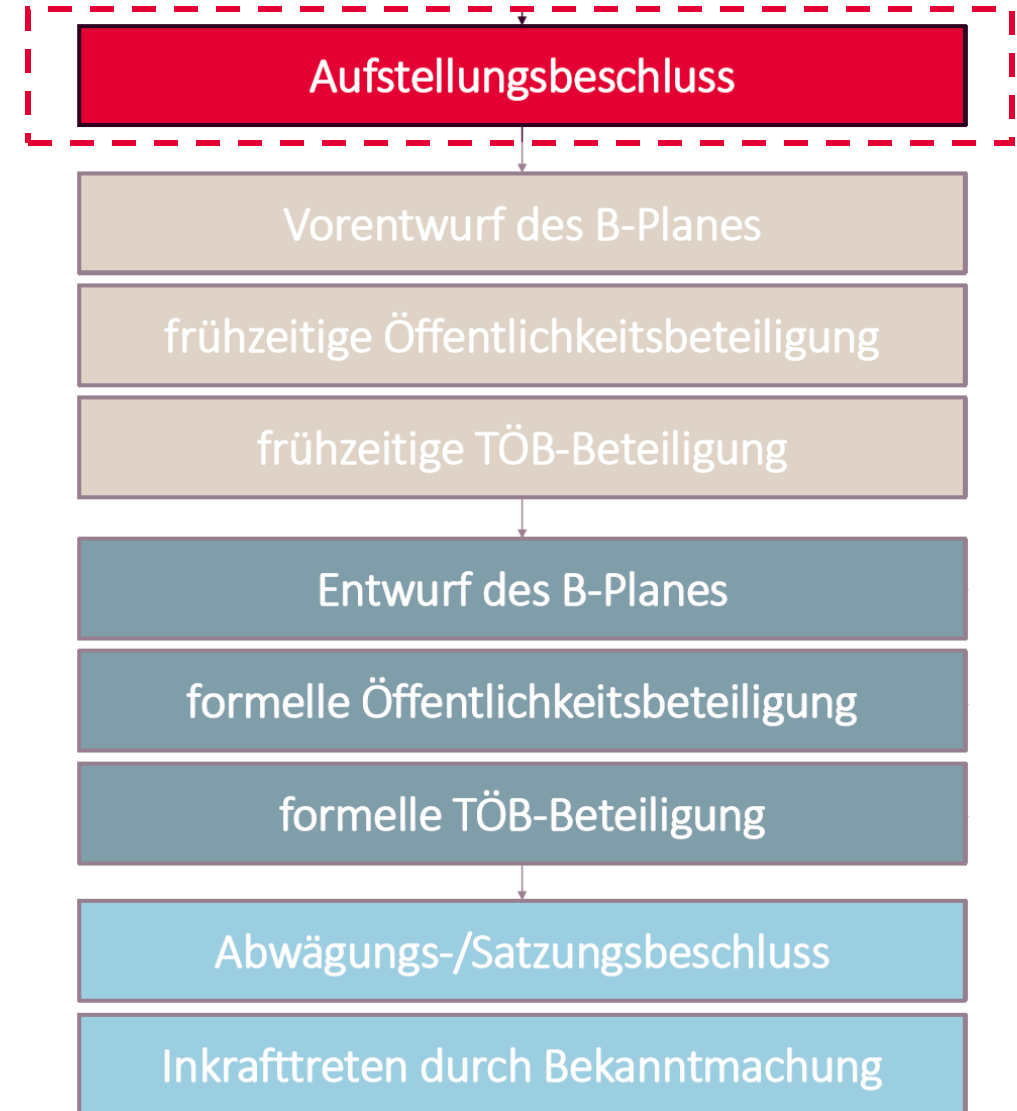 Aufstellungsbeschluss
Vorentwurf des B-Planes
frühzeitige Öffentlichkeitsbeteiligung
frühzeitige TÖB-Beteiligung
Entwurf des B-Planes
formelle Öffentlichkeitsbeteiligung
formelle TÖB-Beteiligung
Abwägungs-/Satzungsbeschluss
Inkrafttreten durch Bekanntmachung